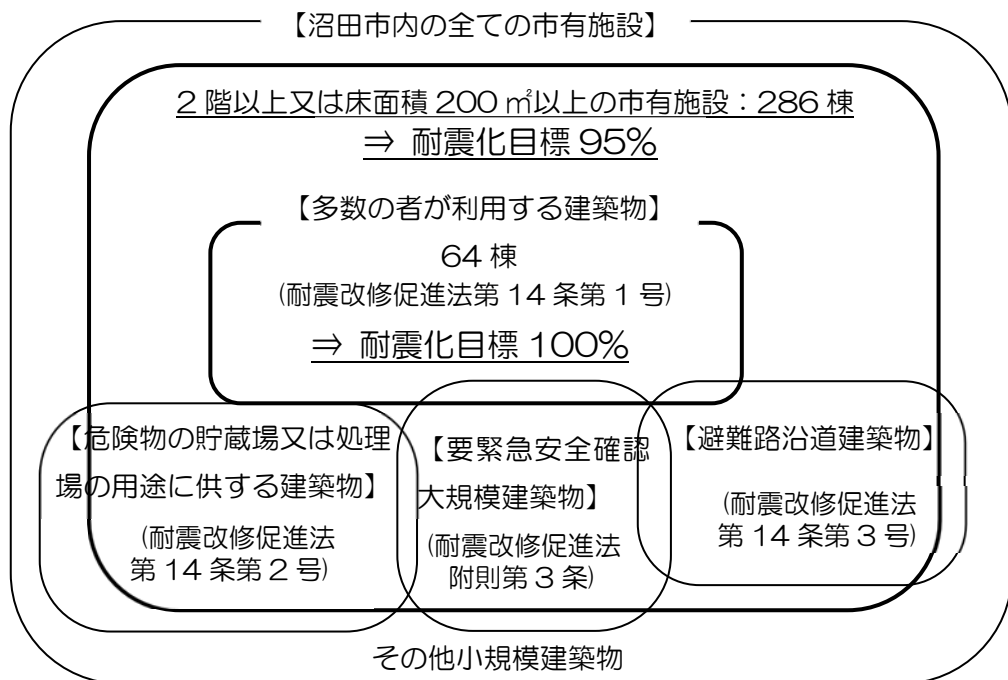 【沼田市内の全ての市有施設】
2 階以上又は床面積 200 ㎡以上の市有施設：286 棟
⇒ 耐震化目標 95%
【多数の者が利用する建築物】
64 棟
(耐震改修促進法第 14 条第 1 号)
⇒ 耐震化目標 100%
【危険物の貯蔵場又は処理
場の用途に供する建築物】
(耐震改修促進法
第 14 条第 2 号)
【要緊急安全確認
大規模建築物】
(耐震改修促進法
附則第 3 条)
【避難路沿道建築物】
(耐震改修促進法
第 14 条第 3 号)
その他小規模建築物